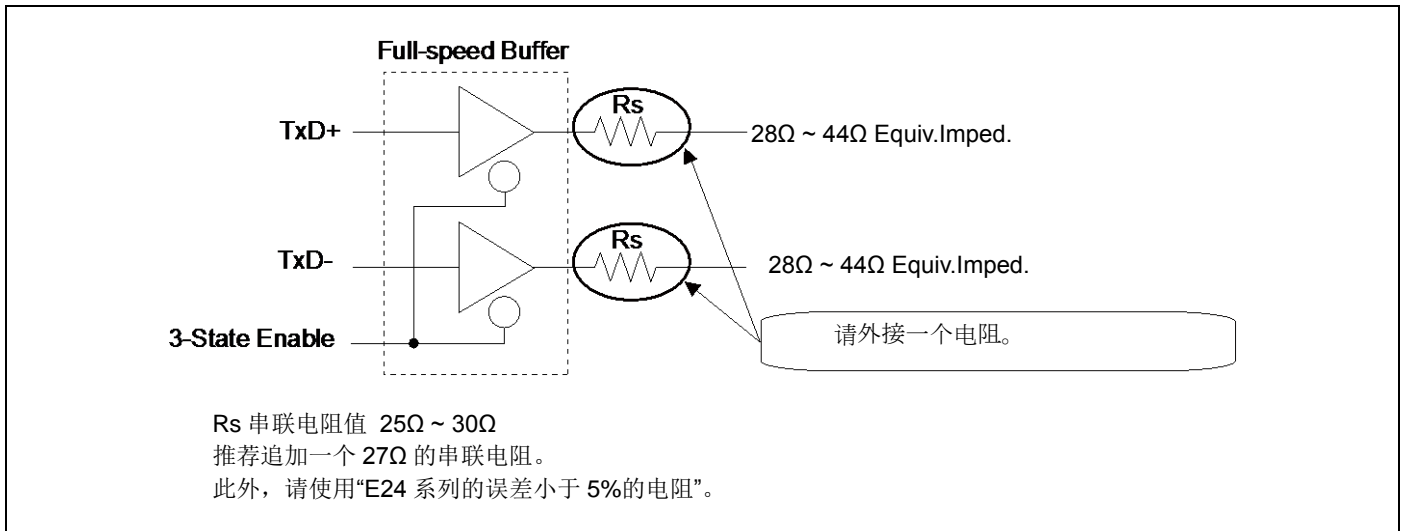 Full-speed Buffer
TxD+
Rs
28Ω ~ 44Ω Equiv.Imped.
TxD-
Rs
28Ω ~ 44Ω Equiv.Imped.
3-State Enable
请外接一个电阻。
Rs 串联电阻值 25Ω ~ 30Ω
推荐追加一个 27Ω 的串联电阻。
此外，请使用“E24 系列的误差小于 5%的电阻”。